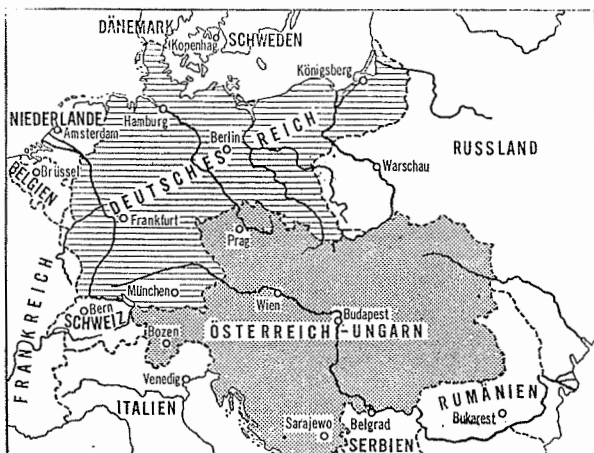 DÄNEMARK
Kopenhag
SCHWEDEN
Königsberg
NIEDERLANDE
Amsterdam
Hamburg
Berlin
DEUTSCHES REICH
RUSSLAND
Warschau
BELGIEN
Brüssel
Frankfurt
Prag
FRANKREICH
München
Wien
Budapest
Bern
SCHWEIZ
Bozen
ÖSTERREICH-UNGARN
Venedig
ITALIEN
RUMÄNIEN
Bukarest
Sarajewo
Belgrad
SERBIEN